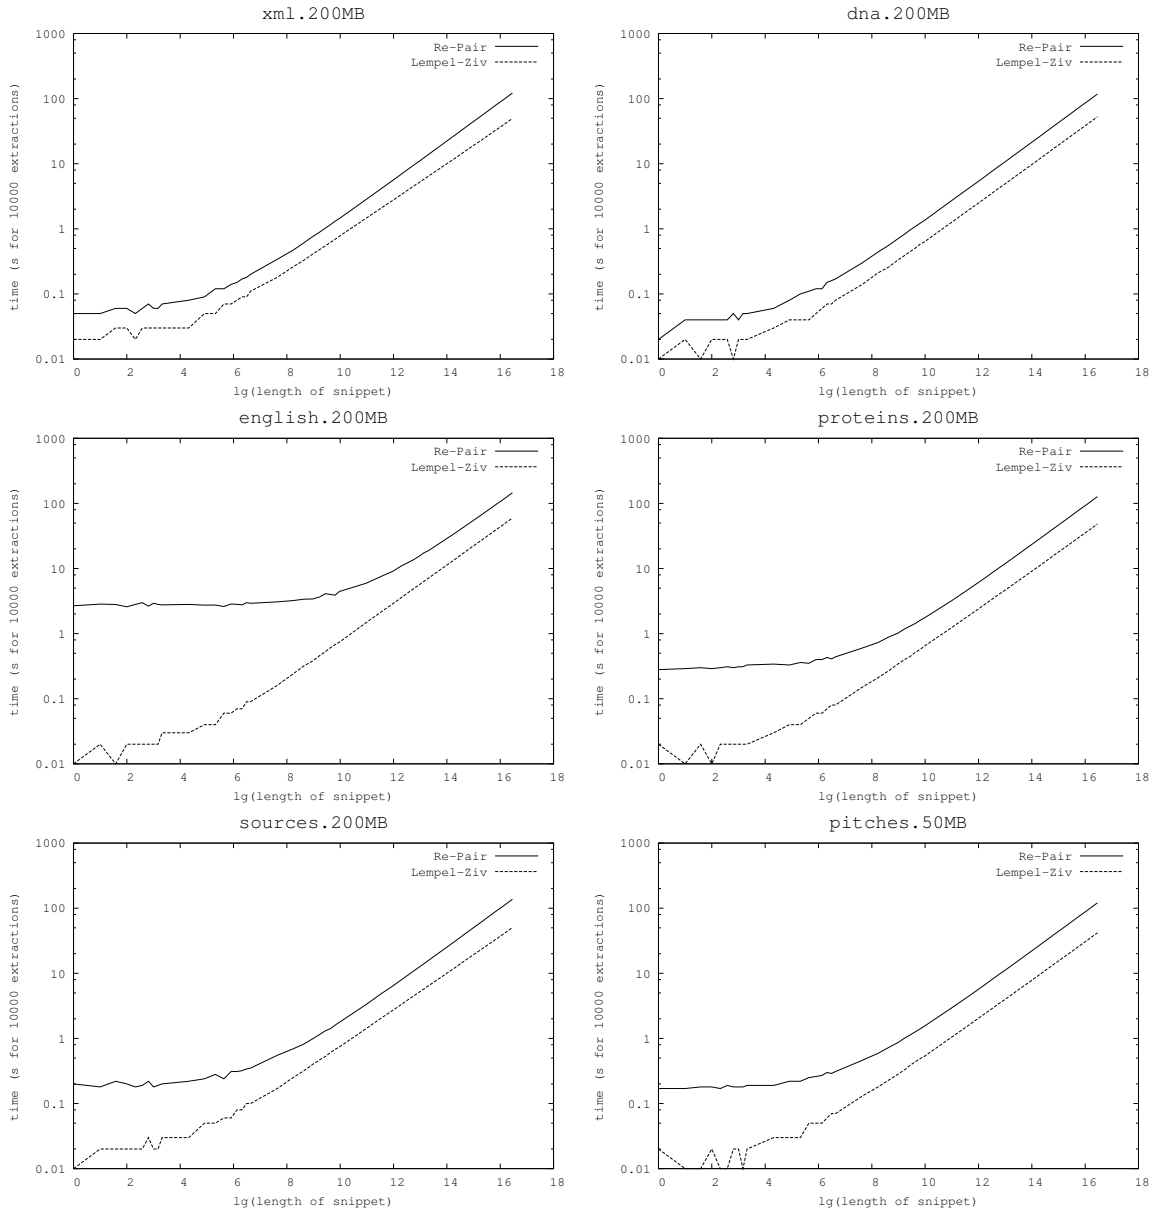 xml.200MB
time (s for 10000 extractions)
1000
100
10
1
0.1
0.01
Re-Pair
Lempel-Ziv
0 2 4 6 8 10 12 14 16 18
lg(length of snippet)
dna.200MB
time (s for 10000 extractions)
1000
100
10
1
0.1
0.01
Re-Pair
Lempel-Ziv
0 2 4 6 8 10 12 14 16 18
lg(length of snippet)
english.200MB
time (s for 10000 extractions)
1000
100
10
1
0.1
0.01
Re-Pair
Lempel-Ziv
0 2 4 6 8 10 12 14 16 18
lg(length of snippet)
proteins.200MB
time (s for 10000 extractions)
1000
100
10
1
0.1
0.01
Re-Pair
Lempel-Ziv
0 2 4 6 8 10 12 14 16 18
lg(length of snippet)
sources.200MB
time (s for 10000 extractions)
1000
100
10
1
0.1
0.01
Re-Pair
Lempel-Ziv
0 2 4 6 8 10 12 14 16 18
lg(length of snippet)
pitches.50MB
time (s for 10000 extractions)
1000
100
10
1
0.1
0.01
Re-Pair
Lempel-Ziv
0 2 4 6 8 10 12 14 16 18
lg(length of snippet)